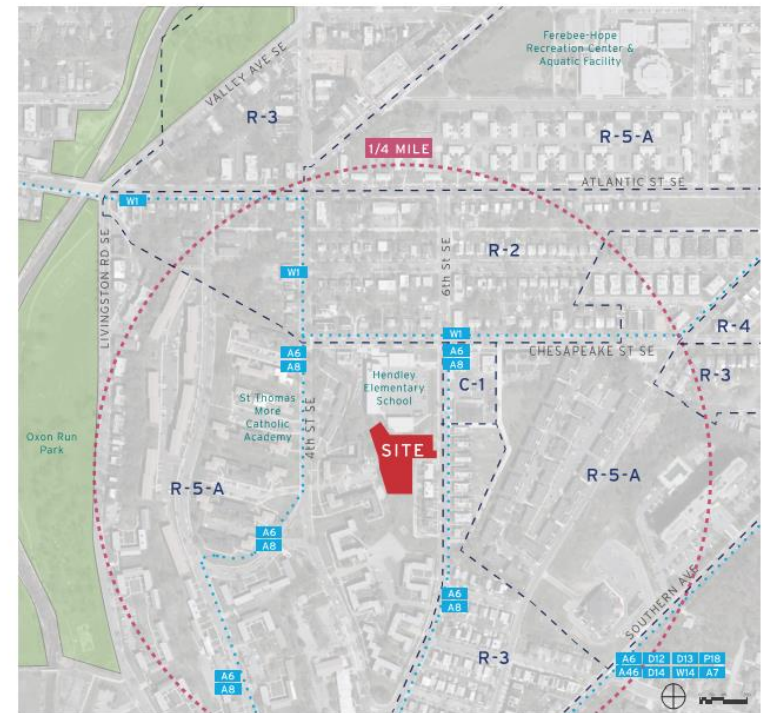 Ferebee-Hope
Recreation Center &
Aquatic Facility
VALLEY AVE SE
R-3
R-5-A
1/4 MILE
ATLANTIC ST SE
W1
LIVINGSTON RD SE
6th St SE
R-2
W1
W1
R-4
A6
A8
A6
A8
CHESAPEAKE ST SE
Hendley
Elementary
School
C-1
R-3
St Thomas
More
Catholic
Academy
4th ST SE
Oxon Run
Park
SITE
R-5-A
R-5-A
A6
A8
A6
A8
SOUTHERN AVE
R-3
A6 D12 D13 P18
A46 D14 W14 A7
A6
A8